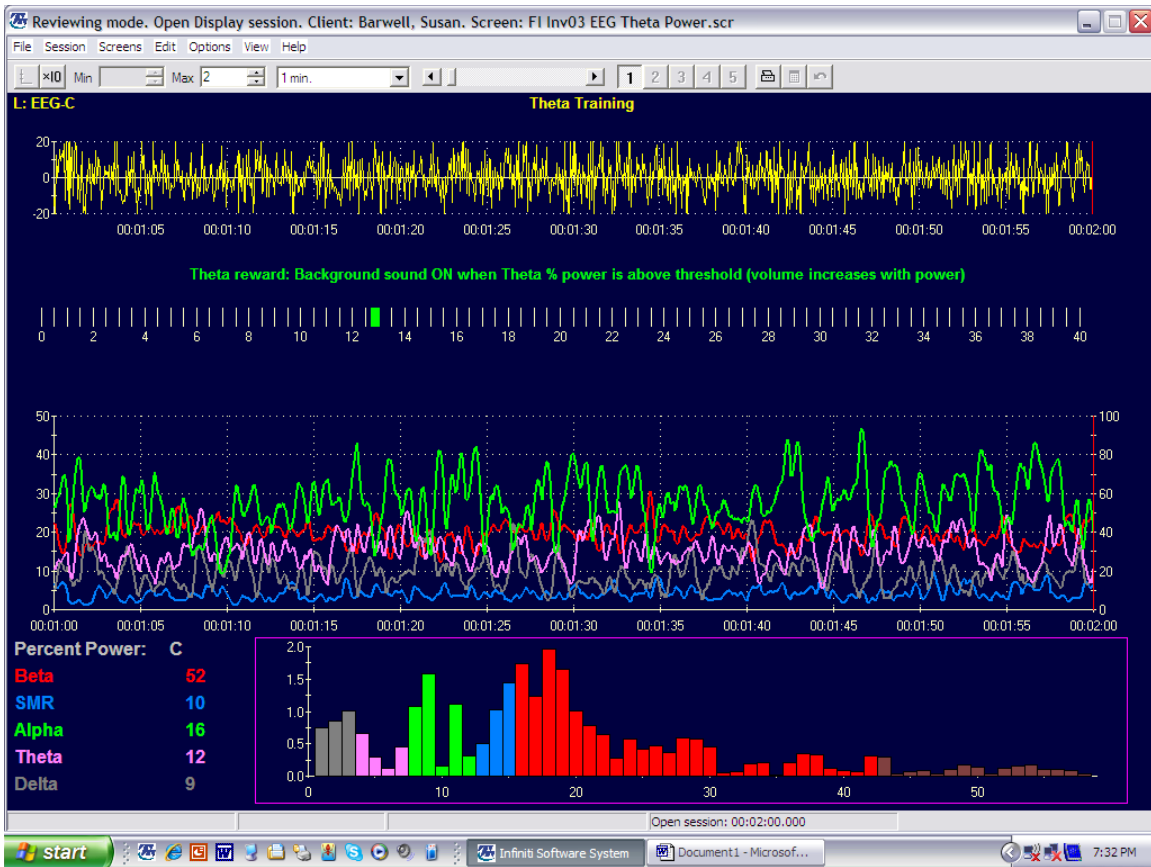 Reviewing mode. Open Display session. Client: Barwell, Susan. Screen: FI Inv03 EEG Theta Power.scr
File Session Screens Edit Options View Help
×10 Min Max 2 1 min. 1 2 3 4 5
L: EEG-C Theta Training
20
0
-20
00:01:05 00:01:10 00:01:15 00:01:20 00:01:25 00:01:30 00:01:35 00:01:40 00:01:45 00:01:50 00:01:55 00:02:00
Theta reward: Background sound ON when Theta % power is above threshold (volume increases with power)
0 2 4 6 8 10 12 14 16 18 20 22 24 26 28 30 32 34 36 38 40
50 100
40 80
30 60
20 40
10 20
0 0
00:01:00 00:01:05 00:01:10 00:01:15 00:01:20 00:01:25 00:01:30 00:01:35 00:01:40 00:01:45 00:01:50 00:01:55 00:02:00
Percent Power: C
Beta 52
SMR 10
Alpha 16
Theta 12
Delta 9
2.0
1.5
1.0
0.5
0.0
0 10 20 30 40 50
Open session: 00:02:00.000
start Infiniti Software System Document1 - Microsof... 7:32 PM